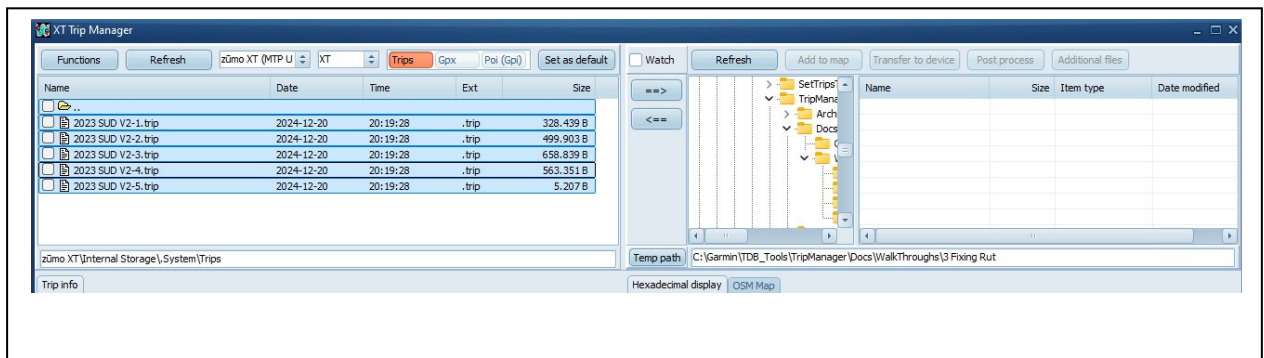 XT Trip Manager
Functions Refresh zūmo XT (MTP U XT Trips Gpx Poi (Gpi) Set as default Watch Refresh Add to map Transfer to device Post process Additional files
Name Date Time Ext Size
..
2023 SUD V2-1.trip 2024-12-20 20:19:28 .trip 328.439 B
2023 SUD V2-2.trip 2024-12-20 20:19:28 .trip 499.903 B
2023 SUD V2-3.trip 2024-12-20 20:19:28 .trip 658.839 B
2023 SUD V2-4.trip 2024-12-20 20:19:28 .trip 563.351 B
2023 SUD V2-5.trip 2024-12-20 20:19:28 .trip 5.207 B
zūmo XT\Internal Storage\.System\Trips
Trip info
==>
<==
SetTrips
TripMana
Arch
Docs
Name Size Item type Date modified
Temp path C:\Garmin\TDB_Tools\TripManager\Docs\WalkThroughs\3 Fixing Rut
Hexadecimal display OSM Map